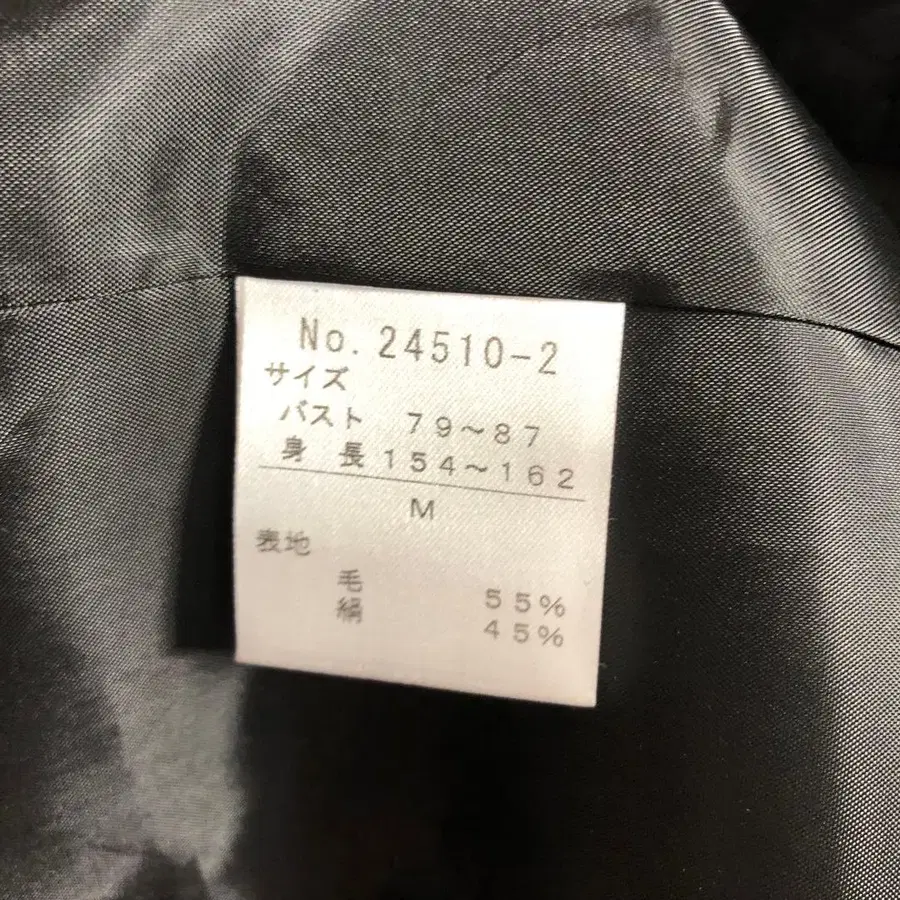 No. 24510-2
サイズ
バスト 79～87
身長 154～162
M
表地
毛 55%
絹 45%